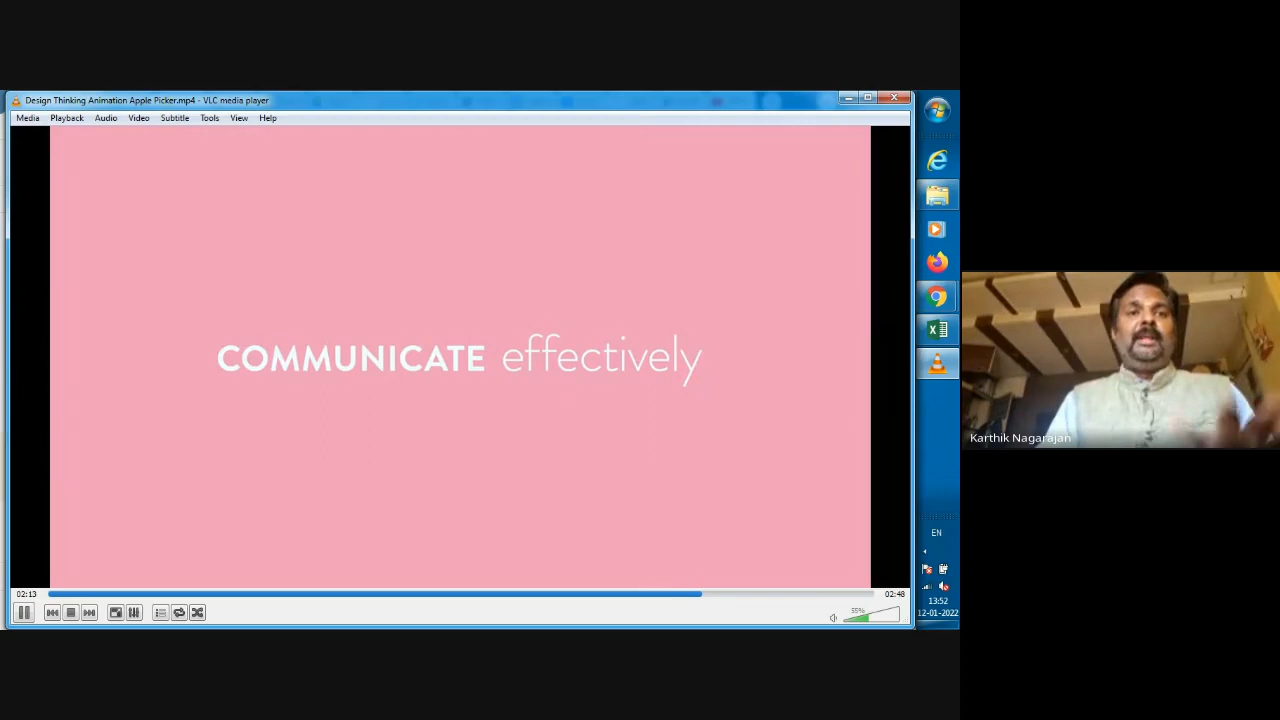 Design Thinking Animation Apple Picker.mp4 - VLC media player
Media Playback Audio Video Subtitle Tools View Help
COMMUNICATE effectively
02:13
02:48
55%
EN
13:52
12-01-2022
Karthik Nagarajan